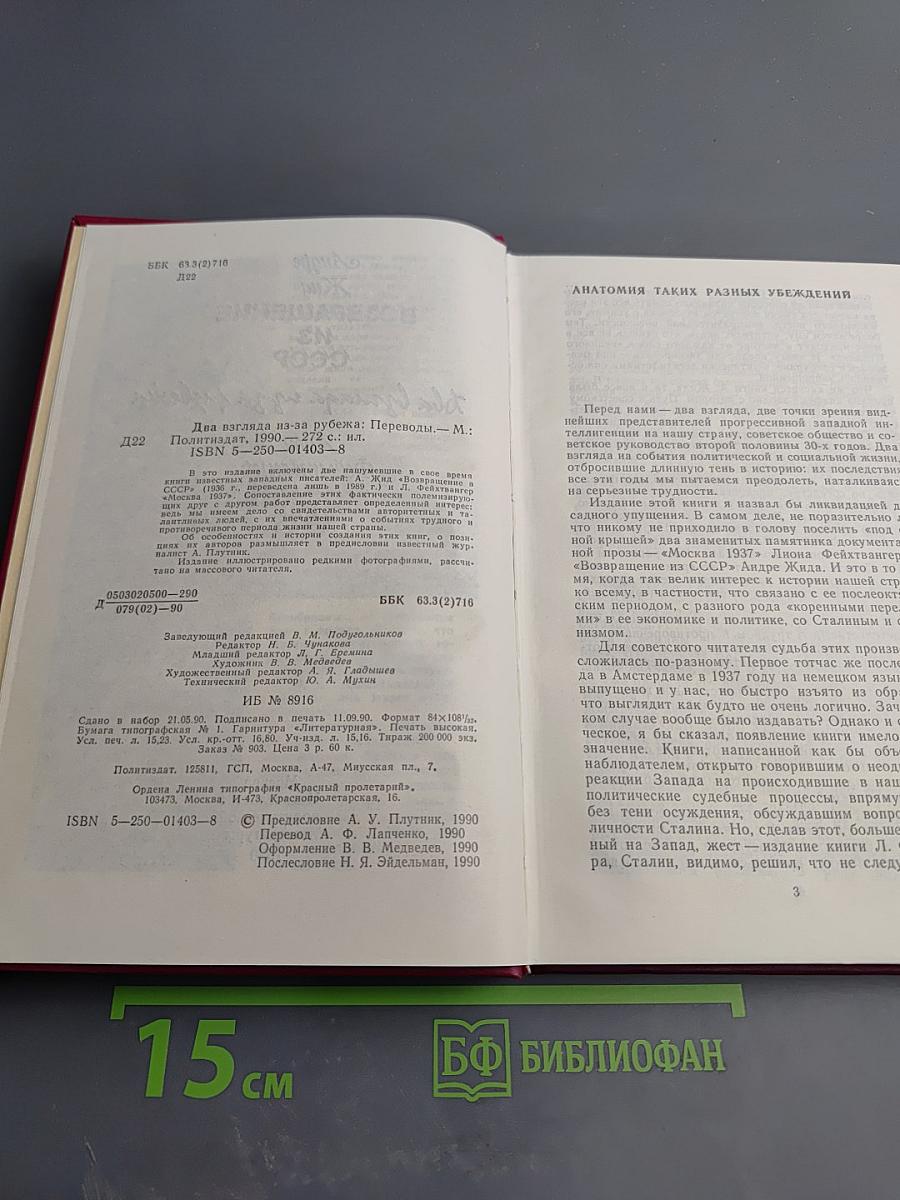 ББК 63.3(2)716
Д22
Два взгляда из-за рубежа: Переводы.— М.:
Д22 Политиздат, 1990.— 272 с.: ил.
ISBN 5—250—01403—8
В это издание включены две нашумевшие в свое время
книги известных западных писателей: А. Жид «Возвращение в
СССР» (1936 г., переведена лишь в 1989 г.) и Л. Фейхтвангер
«Москва 1937». Сопоставление этих фактически полемизирую-
щих друг с другом работ представляет определенный интерес:
ведь мы имеем дело со свидетельствами авторитетных и та-
лантливых людей, с их впечатлениями о событиях трудного и
противоречивого периода жизни нашей страны.
Об особенностях и истории создания этих книг, о пози-
циях их авторов размышляет в предисловии известный жур-
налист А. Плутник.
Издание иллюстрировано редкими фотографиями, рассчи-
тано на массового читателя.
Д 0503020500—290
079(02)—90
ББК 63.3(2)716
Заведующий редакцией В. М. Подугольников
Редактор Н. Б. Чунакова
Младший редактор Л. Г. Еремина
Художник В. В. Медведев
Художественный редактор А. Я. Гладышев
Технический редактор Ю. А. Мухин
ИБ № 8916
Сдано в набор 21.05.90. Подписано в печать 11.09.90. Формат 84×108¹/₃₂.
Бумага типографская № 1. Гарнитура «Литературная». Печать высокая.
Усл. печ. л. 15,23. Усл. кр.-отт. 16,80. Уч-изд. л. 15,16. Тираж 200 000 экз.
Заказ № 903. Цена 3 р. 60 к.
Политиздат. 125811, ГСП, Москва, А-47, Миусская пл., 7.
Ордена Ленина типография «Красный пролетарий».
103473, Москва, И-473, Краснопролетарская, 16.
ISBN 5—250—01403—8 © Предисловие А. У. Плутник, 1990
Перевод А. Ф. Лапченко, 1990
Оформление В. В. Медведев, 1990
Послесловие Н. Я. Эйдельман, 1990
АНАТОМИЯ ТАКИХ РАЗНЫХ УБЕЖДЕНИЙ
Перед нами — два взгляда, две точки зрения вид-
нейших представителей прогрессивной западной ин-
теллигенции на нашу страну, советское общество и со-
ветское руководство второй половины 30-х годов. Два
взгляда на события политической и социальной жизни,
отбросившие длинную тень в историю: их последствия
все эти годы мы пытаемся преодолеть, наталкиваясь
на серьезные трудности.
Издание этой книги я назвал бы ликвидацией д
садного упущения. В самом деле, не поразительно л
что никому не приходило в голову поселить «под
ной крышей» два знаменитых памятника документа
ной прозы — «Москва 1937» Лиона Фейхтвангер
«Возвращение из СССР» Андре Жида. И это в то
мя, когда так велик интерес к истории нашей стр
ко всему, в частности, что связано с ее послеокт
ским периодом, с разного рода «коренными пере
ми» в ее экономике и политике, со Сталиным и с
низмом.
Для советского читателя судьба этих произв
сложилась по-разному. Первое тотчас же после
да в Амстердаме в 1937 году на немецком язык
выпущено и у нас, но быстро изъято из обр
что выглядит как будто не очень логично. Зач
ком случае вообще было издавать? Однако и с
ческое, я бы сказал, появление книги имело
значение. Книги, написанной как бы объ
наблюдателем, открыто говорившим о неод
реакции Запада на происходившие в наш
политические судебные процессы, впряму
без тени осуждения, обсуждавшим вопро
личности Сталина. Но, сделав этот, больше
ный на Запад, жест — издание книги Л. Ф
ра, Сталин, видимо, решил, что не следу
3
15 см
БФ БИБЛИОФАН